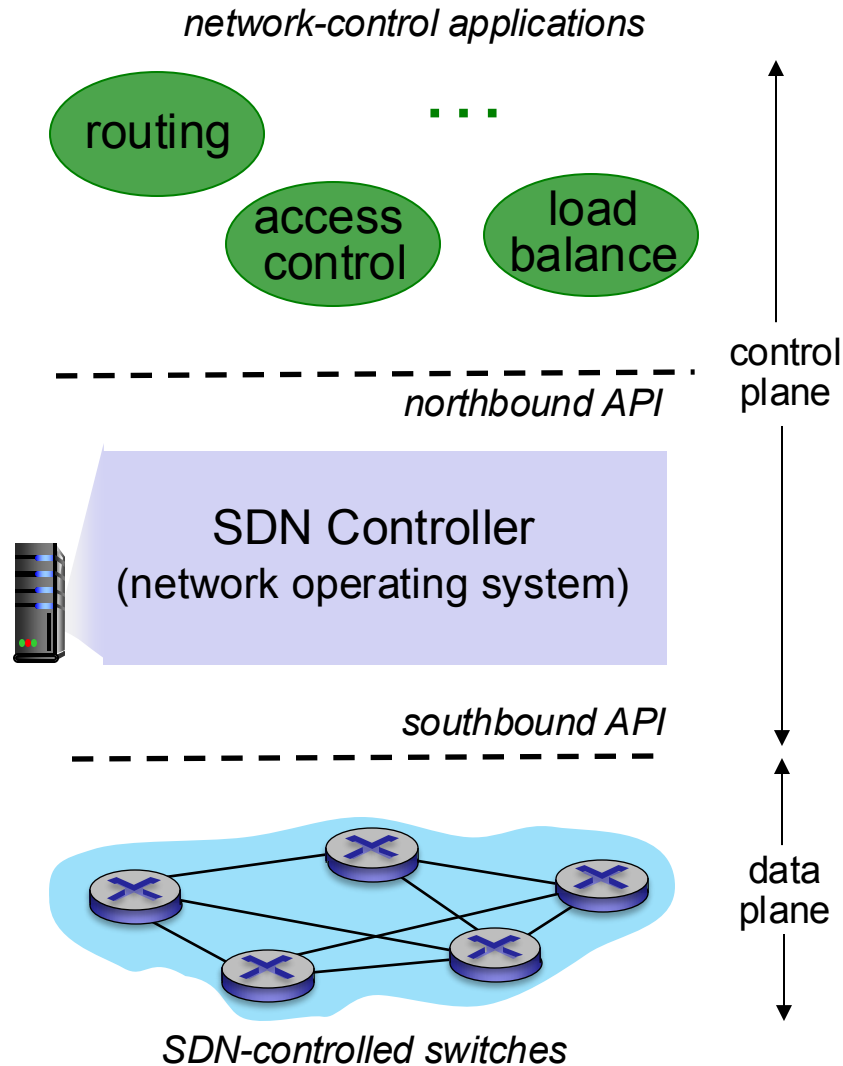 network-control applications
routing
...
access
control
load
balance
control
plane
northbound API
SDN Controller
(network operating system)
southbound API
data
plane
SDN-controlled switches